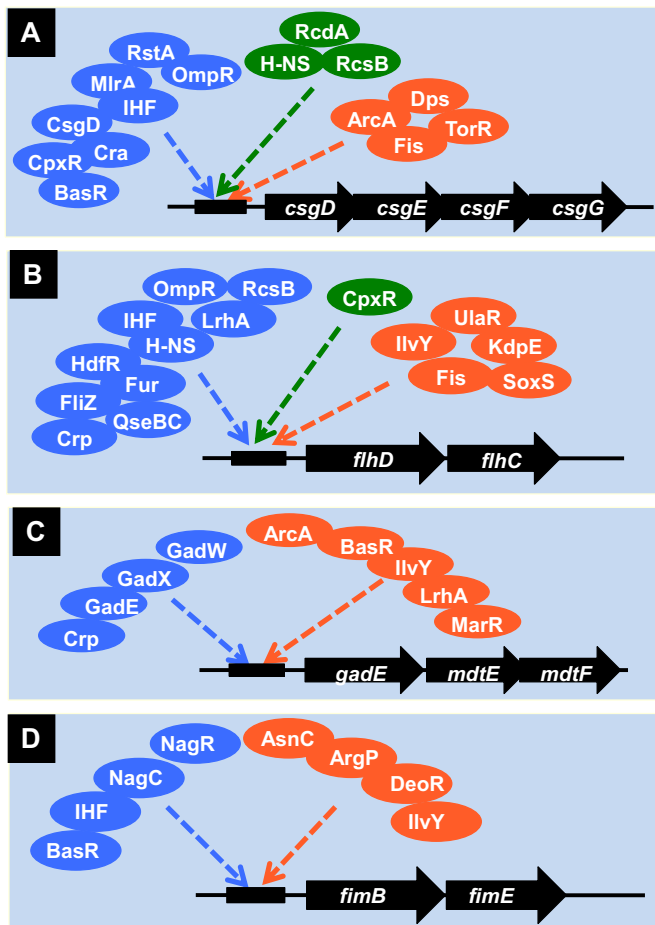 A
RcdA
RstA
H-NS
RcsB
OmpR
MlrA
IHF
Dps
CsgD
ArcA
TorR
Cra
Fis
CpxR
BasR
csgD
csgE
csgF
csgG
B
OmpR
RcsB
CpxR
IHF
LrhA
UlaR
H-NS
IlvY
KdpE
HdfR
Fur
Fis
SoxS
FliZ
QseBC
Crp
flhD
flhC
C
GadW
ArcA
BasR
GadX
IlvY
GadE
LrhA
Crp
MarR
gadE
mdtE
mdtF
D
NagR
AsnC
ArgP
NagC
DeoR
IHF
IlvY
BasR
fimB
fimE